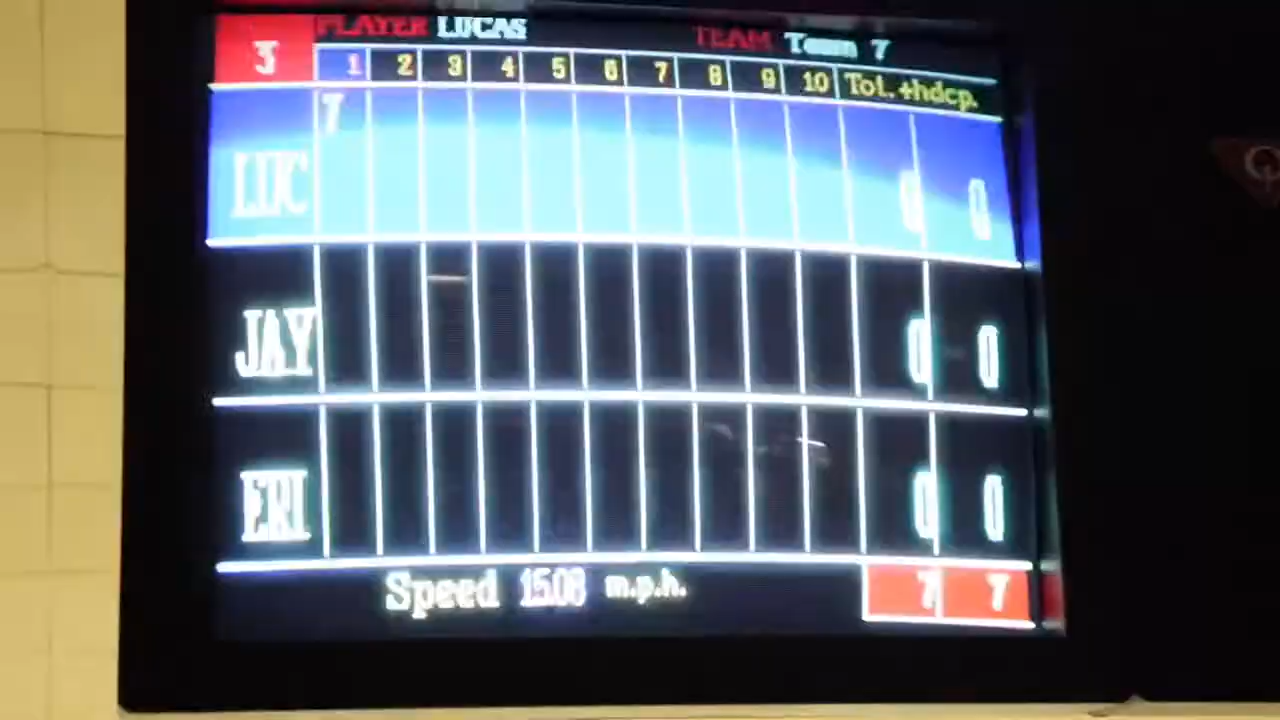 PLAYER LUCAS TEAM Team 7
3 1 2 3 4 5 6 7 8 9 10 Tot. +hdcp.
7
LUC 0 0
JAY 0 0
ERI 0 0
Speed 15.08 m.p.h. 7 7